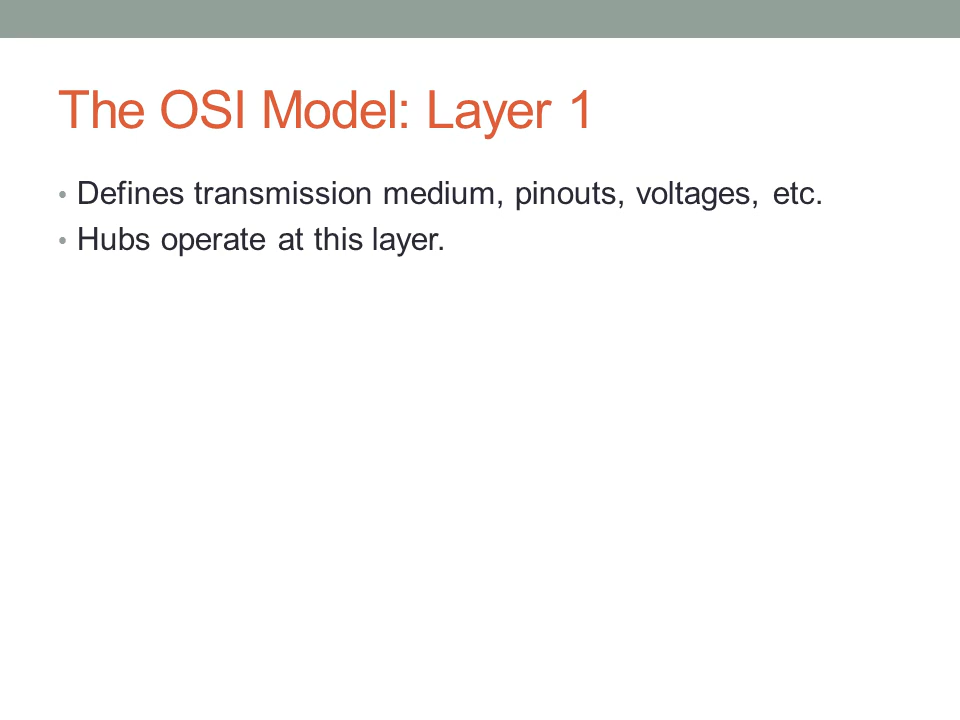 The OSI Model: Layer 1
• Defines transmission medium, pinouts, voltages, etc.
• Hubs operate at this layer.